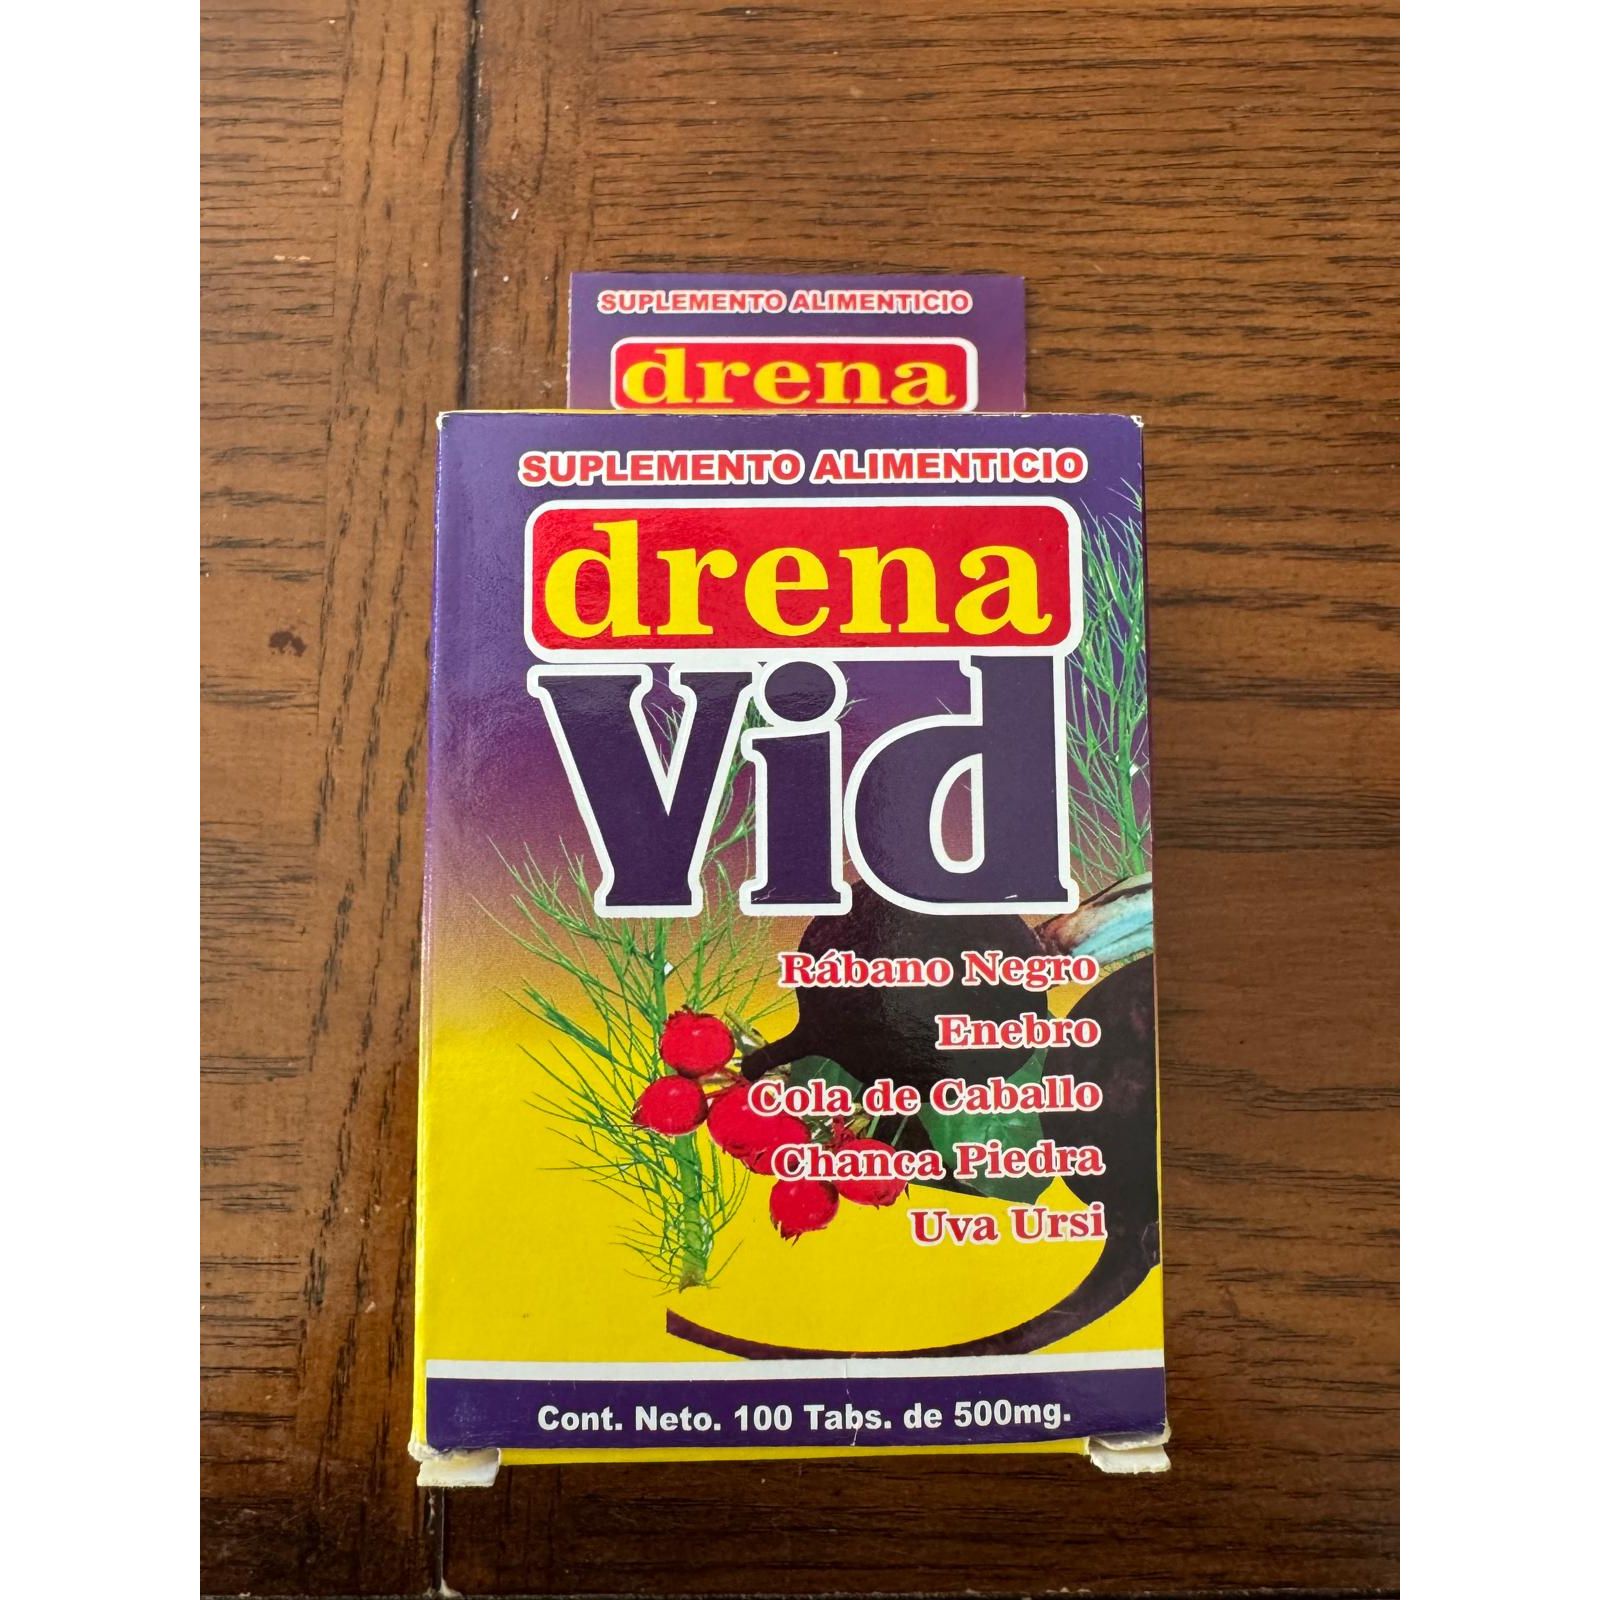 SUPLEMENTO ALIMENTICIO
drena
SUPLEMENTO ALIMENTICIO
drena
Vid
Rábano Negro
Enebro
Cola de Caballo
Chanca Piedra
Uva Ursi
Cont. Neto. 100 Tabs. de 500mg.